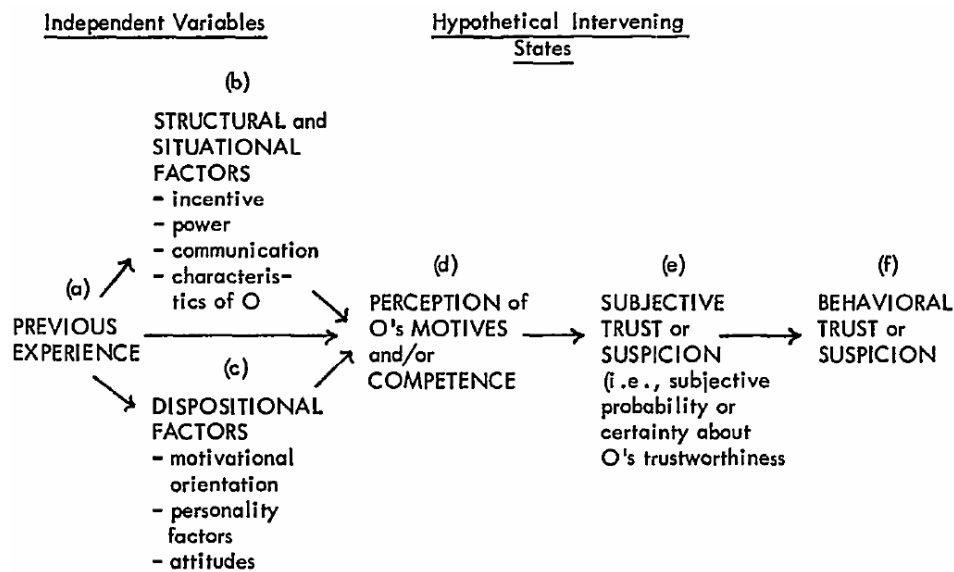 Independent Variables
Hypothetical Intervening
States
(b)
STRUCTURAL and
SITUATIONAL
FACTORS
- incentive
- power
- communication
- characteris-
tics of O
(a)
PREVIOUS
EXPERIENCE
(c)
DISPOSITIONAL
FACTORS
- motivational
orientation
- personality
factors
- attitudes
(d)
PERCEPTION of
O's MOTIVES
and/or
COMPETENCE
(e)
SUBJECTIVE
TRUST or
SUSPICION
(i.e., subjective
probability or
certainty about
O's trustworthiness
(f)
BEHAVIORAL
TRUST or
SUSPICION